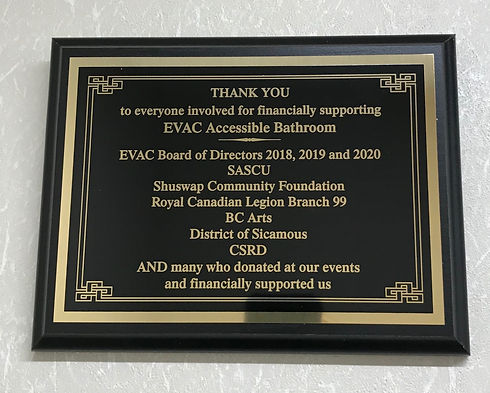 THANK YOU
to everyone involved for financially supporting
EVAC Accessible Bathroom
EVAC Board of Directors 2018, 2019 and 2020
SASCU
Shuswap Community Foundation
Royal Canadian Legion Branch 99
BC Arts
District of Sicamous
CSRD
AND many who donated at our events
and financially supported us